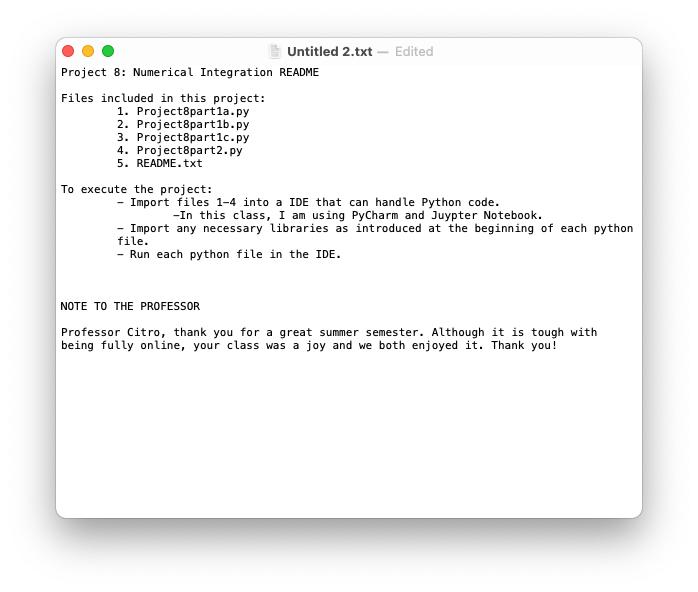 Untitled 2.txt — Edited
Project 8: Numerical Integration README
Files included in this project:
1. Project8part1a.py
2. Project8part1b.py
3. Project8part1c.py
4. Project8part2.py
5. README.txt
To execute the project:
– Import files 1-4 into a IDE that can handle Python code.
-In this class, I am using PyCharm and Juypter Notebook.
– Import any necessary libraries as introduced at the beginning of each python
file.
– Run each python file in the IDE.
NOTE TO THE PROFESSOR
Professor Citro, thank you for a great summer semester. Although it is tough with
being fully online, your class was a joy and we both enjoyed it. Thank you!